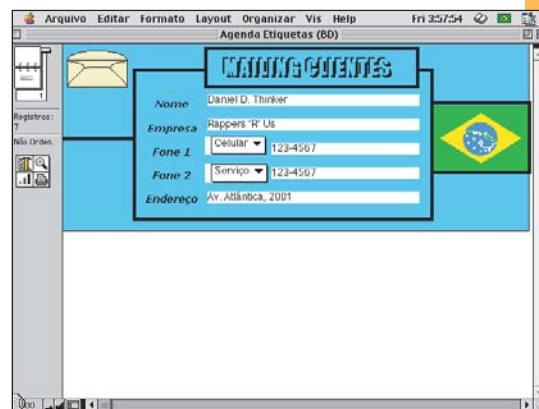 Arquivo Editar Formato Layout Organizar Vis Help Fri 3:57:54
Agenda Etiquetas (BD)
MAILING CLIENTES
1
Registros:
7
Não Orden.
Nome Daniel D. Thinker
Empresa Rappers 'R' Us
Fone 1 Celular 123-4567
Fone 2 Serviço 123-4567
Endereço Av. Atlântica, 2001
100